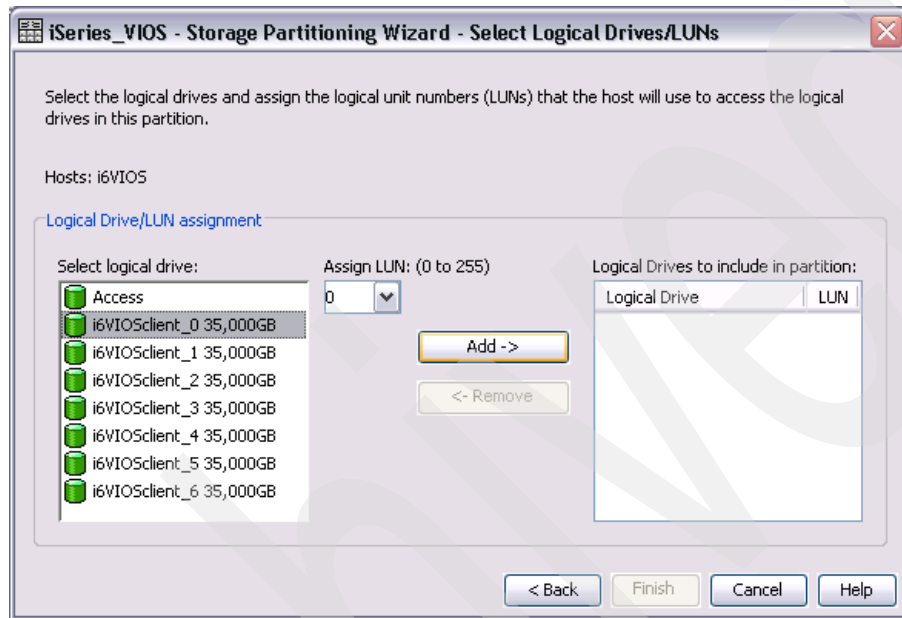 iSeries_VIOS - Storage Partitioning Wizard - Select Logical Drives/LUNs
Select the logical drives and assign the logical unit numbers (LUNs) that the host will use to access the logical
drives in this partition.
Hosts: i6VIOS
Logical Drive/LUN assignment
Select logical drive:
Access
i6VIOSclient_0 35,000GB
i6VIOSclient_1 35,000GB
i6VIOSclient_2 35,000GB
i6VIOSclient_3 35,000GB
i6VIOSclient_4 35,000GB
i6VIOSclient_5 35,000GB
i6VIOSclient_6 35,000GB
Assign LUN: (0 to 255)
0
Add ->
<- Remove
Logical Drives to include in partition:
Logical Drive LUN
< Back Finish Cancel Help